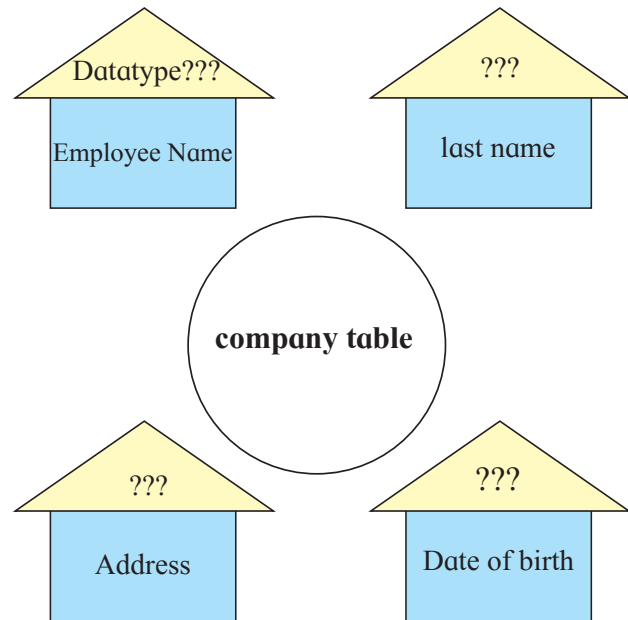 Datatype???
???
Employee Name
last name
company table
???
???
Address
Date of birth